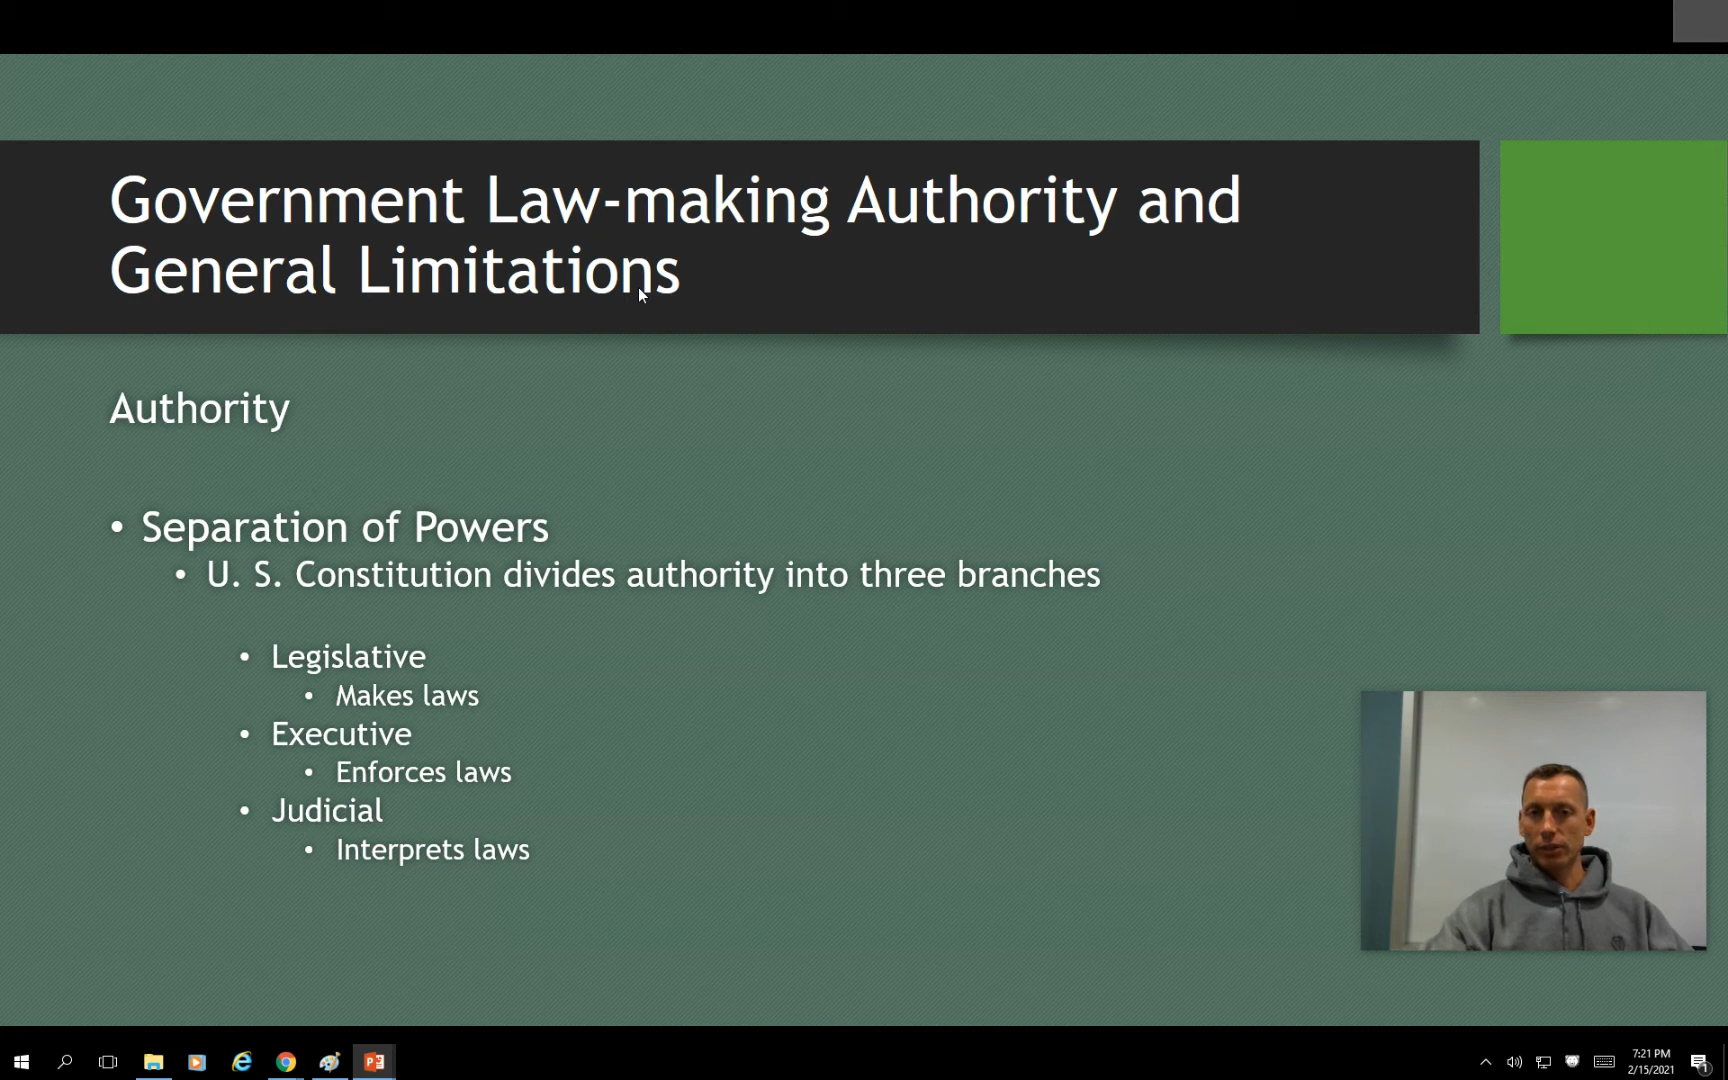 Government Law-making Authority and
General Limitations
Authority
• Separation of Powers
• U. S. Constitution divides authority into three branches
• Legislative
• Makes laws
• Executive
• Enforces laws
• Judicial
• Interprets laws
7:21 PM
2/15/2021
1